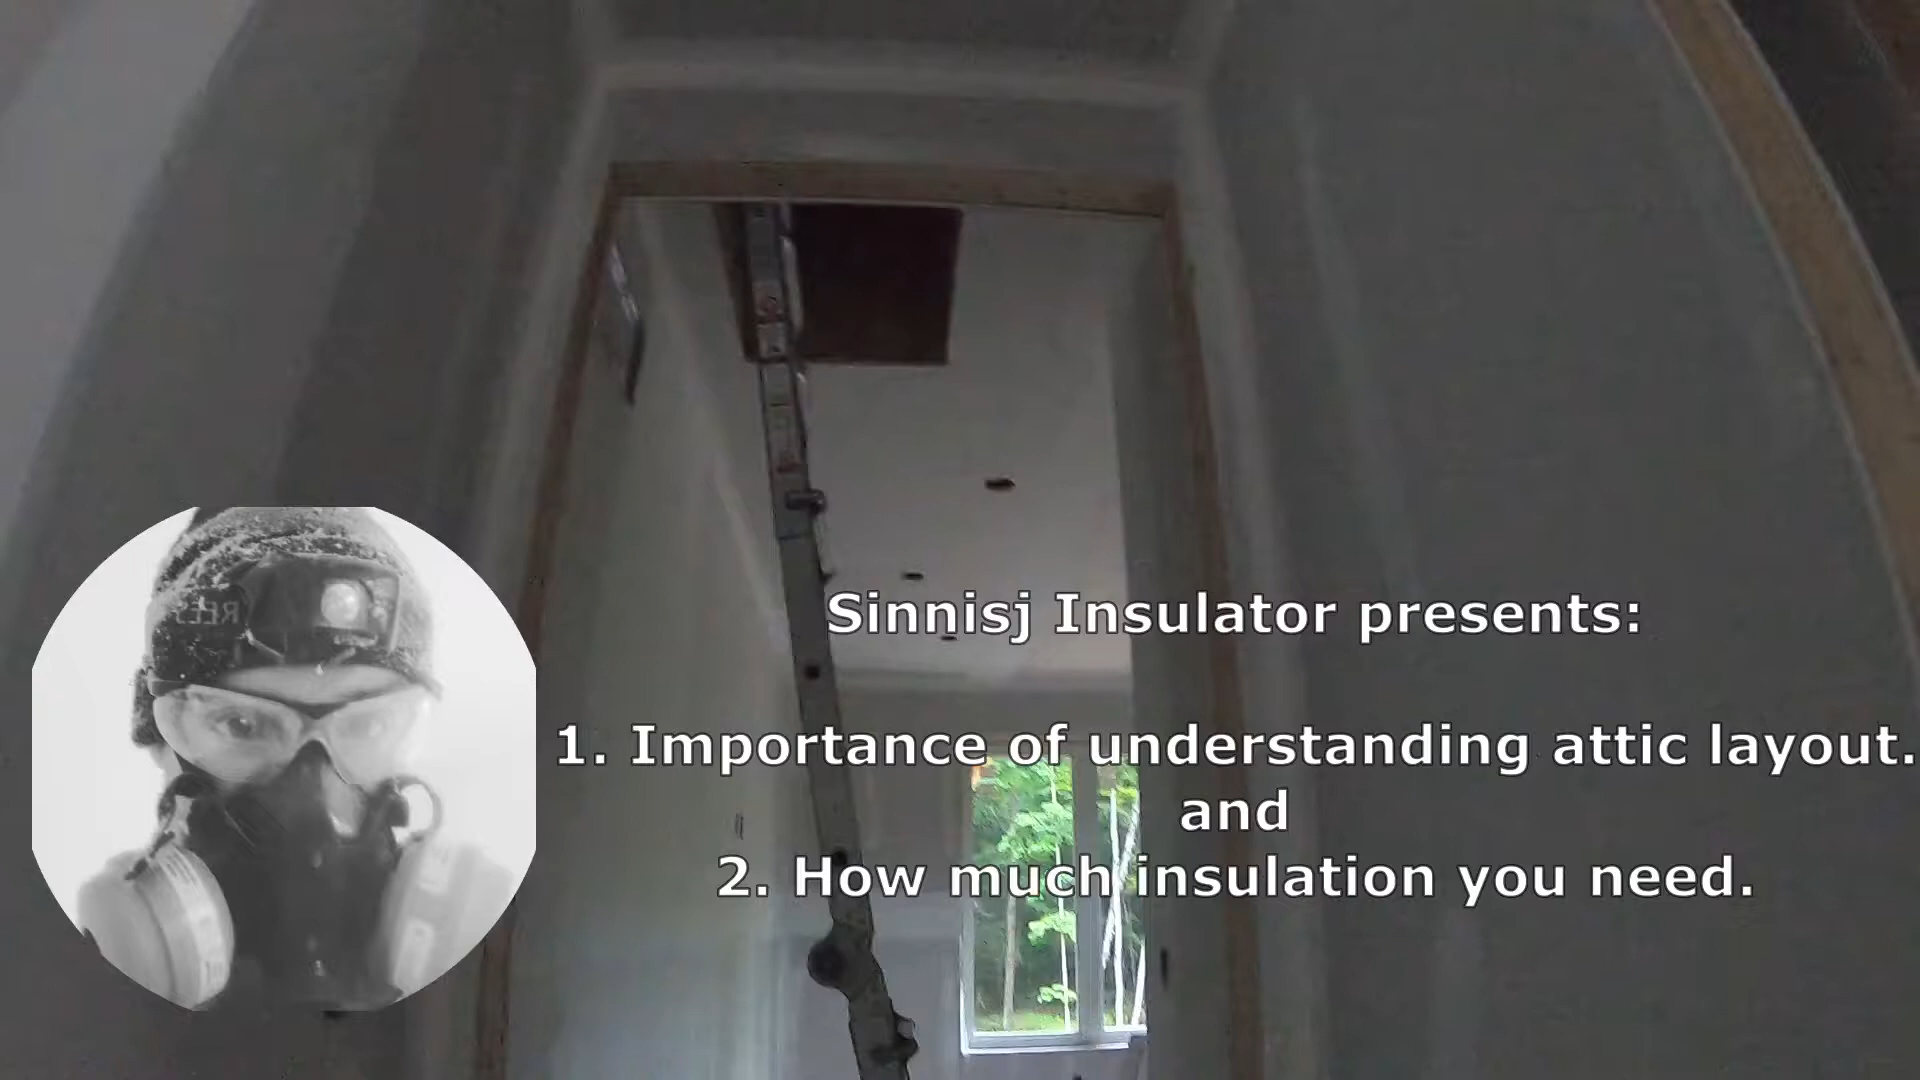 Sinnisj Insulator presents:
1. Importance of understanding attic layout.
and
2. How much insulation you need.